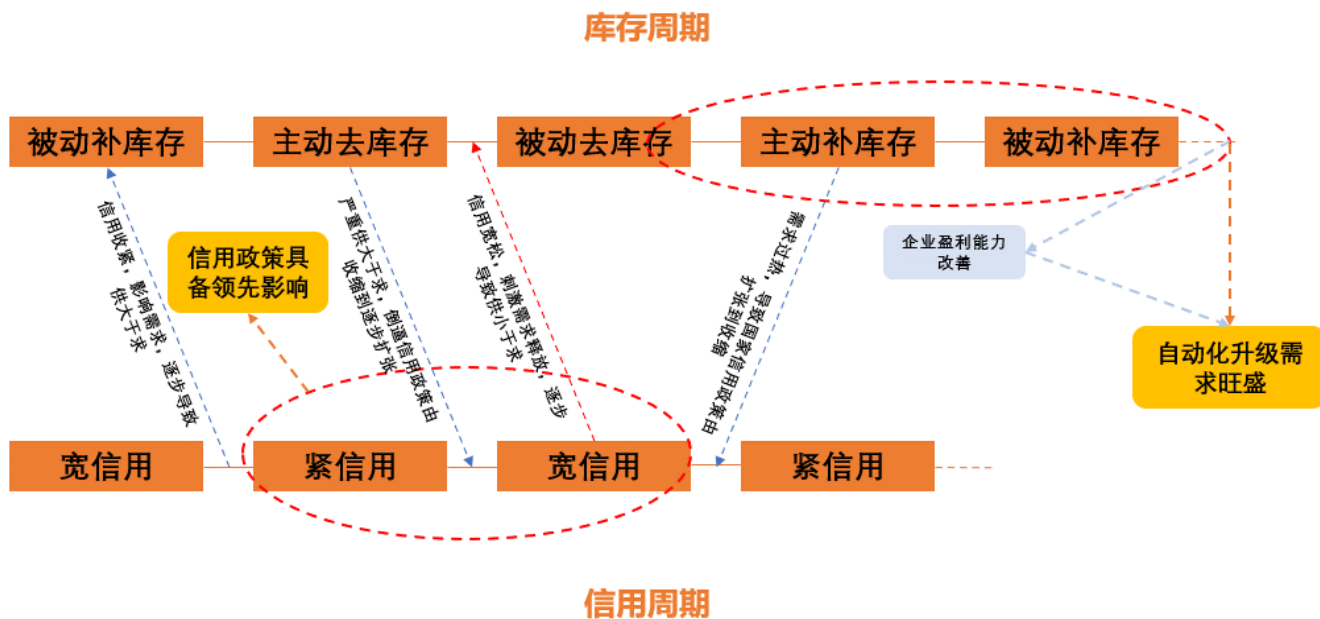 库存周期
被动补库存
主动去库存
被动去库存
主动补库存
被动补库存
信用收紧，影响需求，逐步导致
供大于求
信用政策具
备领先影响
严重供大于求，倒逼信用政策由
收缩到逐步扩张
信用宽松，刺激需求释放，逐步
导致供小于求
需求过热，导致国家信用政策由
扩张到收缩
企业盈利能力
改善
自动化升级需
求旺盛
宽信用
紧信用
宽信用
紧信用
信用周期